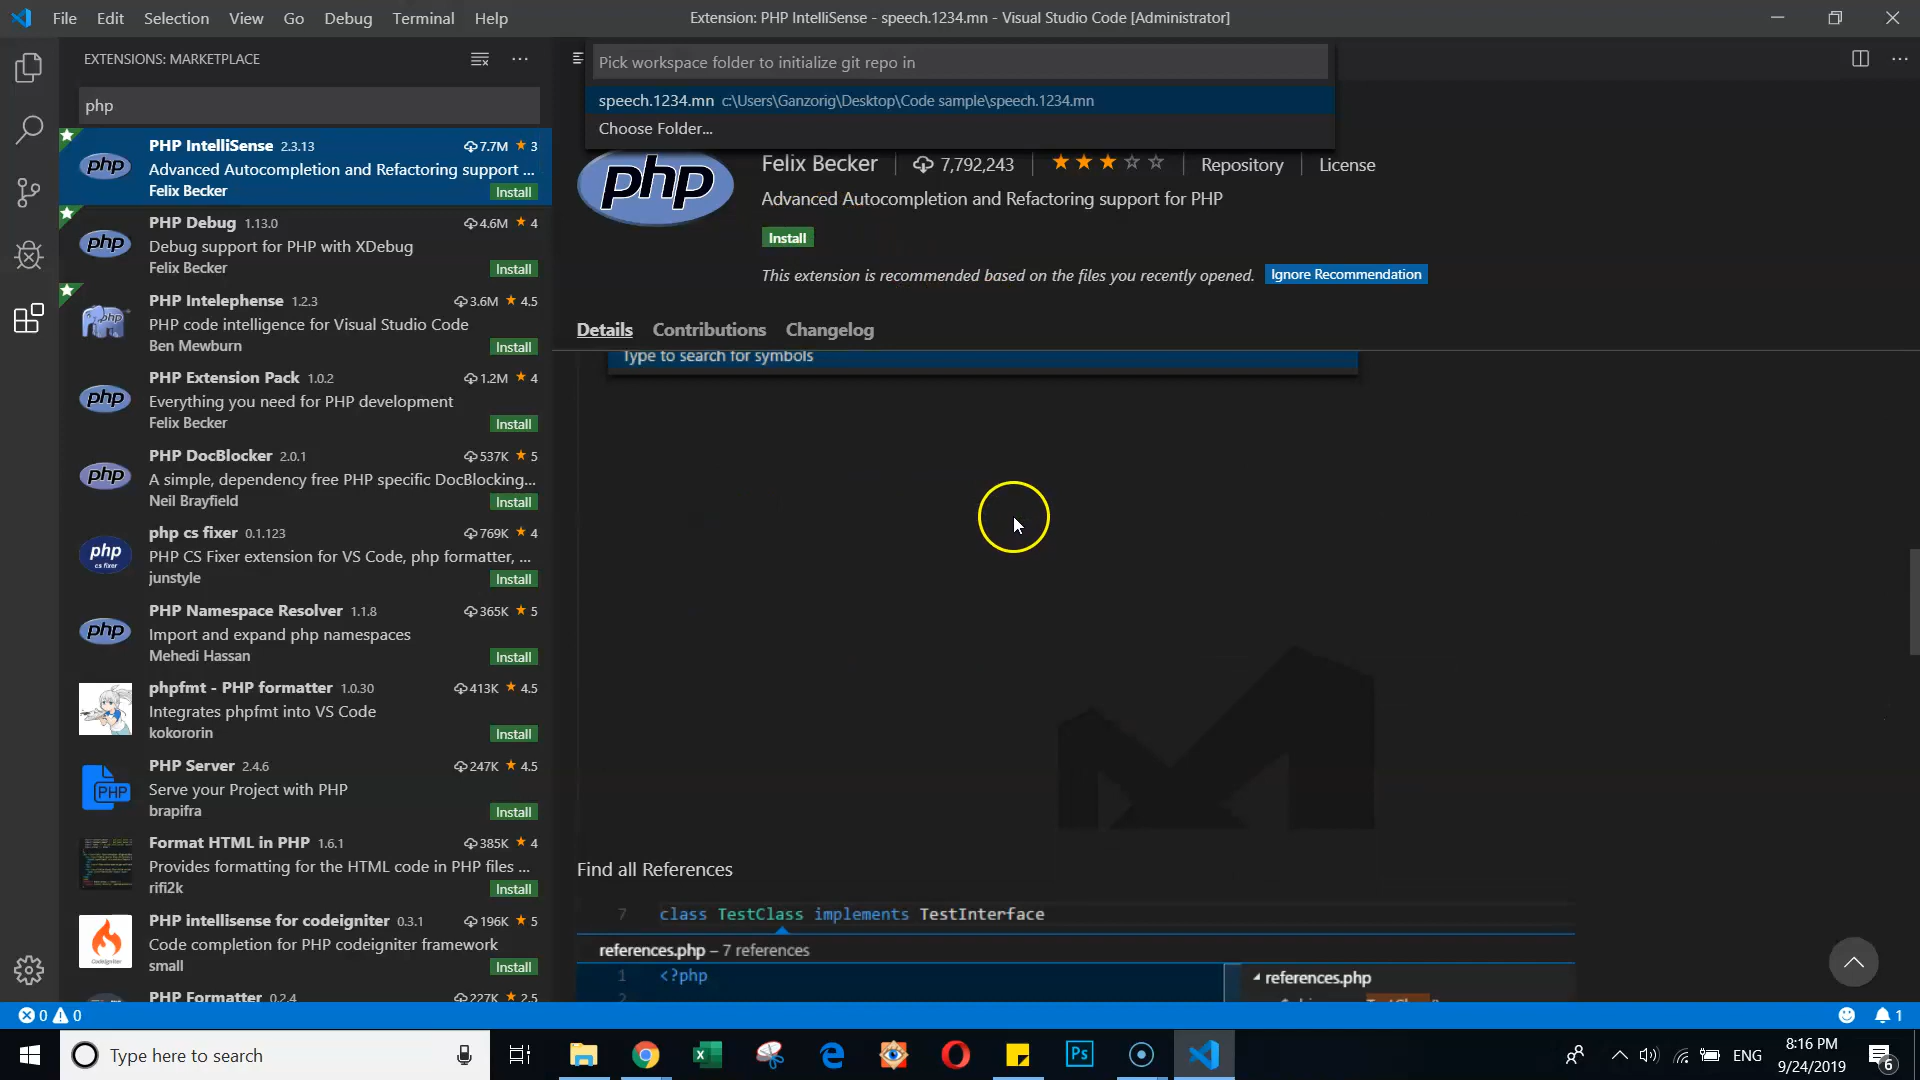 File Edit Selection View Go Debug Terminal Help
Extension: PHP IntelliSense - speech.1234.mn - Visual Studio Code [Administrator]
EXTENSIONS: MARKETPLACE
php
PHP IntelliSense 2.3.13 7.7M 3
Advanced Autocompletion and Refactoring support ...
Felix Becker Install
PHP Debug 1.13.0 4.6M 4
Debug support for PHP with XDebug
Felix Becker Install
PHP Intelephense 1.2.3 3.6M 4.5
PHP code intelligence for Visual Studio Code
Ben Mewburn Install
PHP Extension Pack 1.0.2 1.2M 4
Everything you need for PHP development
Felix Becker Install
PHP DocBlocker 2.0.1 537K 5
A simple, dependency free PHP specific DocBlocking...
Neil Brayfield Install
php cs fixer 0.1.123 769K 4
PHP CS Fixer extension for VS Code, php formatter, ...
junstyle Install
PHP Namespace Resolver 1.1.8 365K 5
Import and expand php namespaces
Mehedi Hassan Install
phpfmt - PHP formatter 1.0.30 413K 4.5
Integrates phpfmt into VS Code
kokororin Install
PHP Server 2.4.6 247K 4.5
Serve your Project with PHP
brapifra Install
Format HTML in PHP 1.6.1 385K 4
Provides formatting for the HTML code in PHP files ...
rifi2k Install
PHP intellisense for codeigniter 0.3.1 196K 5
Code completion for PHP codeigniter framework
small Install
PHP Formatter 0.2.4 227K 2.5
Pick workspace folder to initialize git repo in
speech.1234.mn c:\Users\Ganzorig\Desktop\Code sample\speech.1234.mn
Choose Folder...
php
Felix Becker 7,792,243 Repository License
Advanced Autocompletion and Refactoring support for PHP
Install
This extension is recommended based on the files you recently opened. Ignore Recommendation
Details Contributions Changelog
Type to search for symbols
Find all References
7 class TestClass implements TestInterface
references.php – 7 references
1 <?php
references.php
2
0 0
1
Type here to search
Ps
ENG
8:16 PM
9/24/2019
6